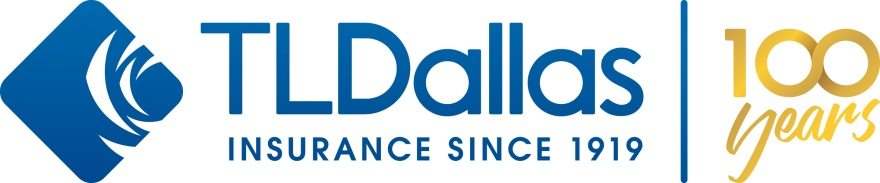 TLDallas
INSURANCE SINCE 1919
100
years